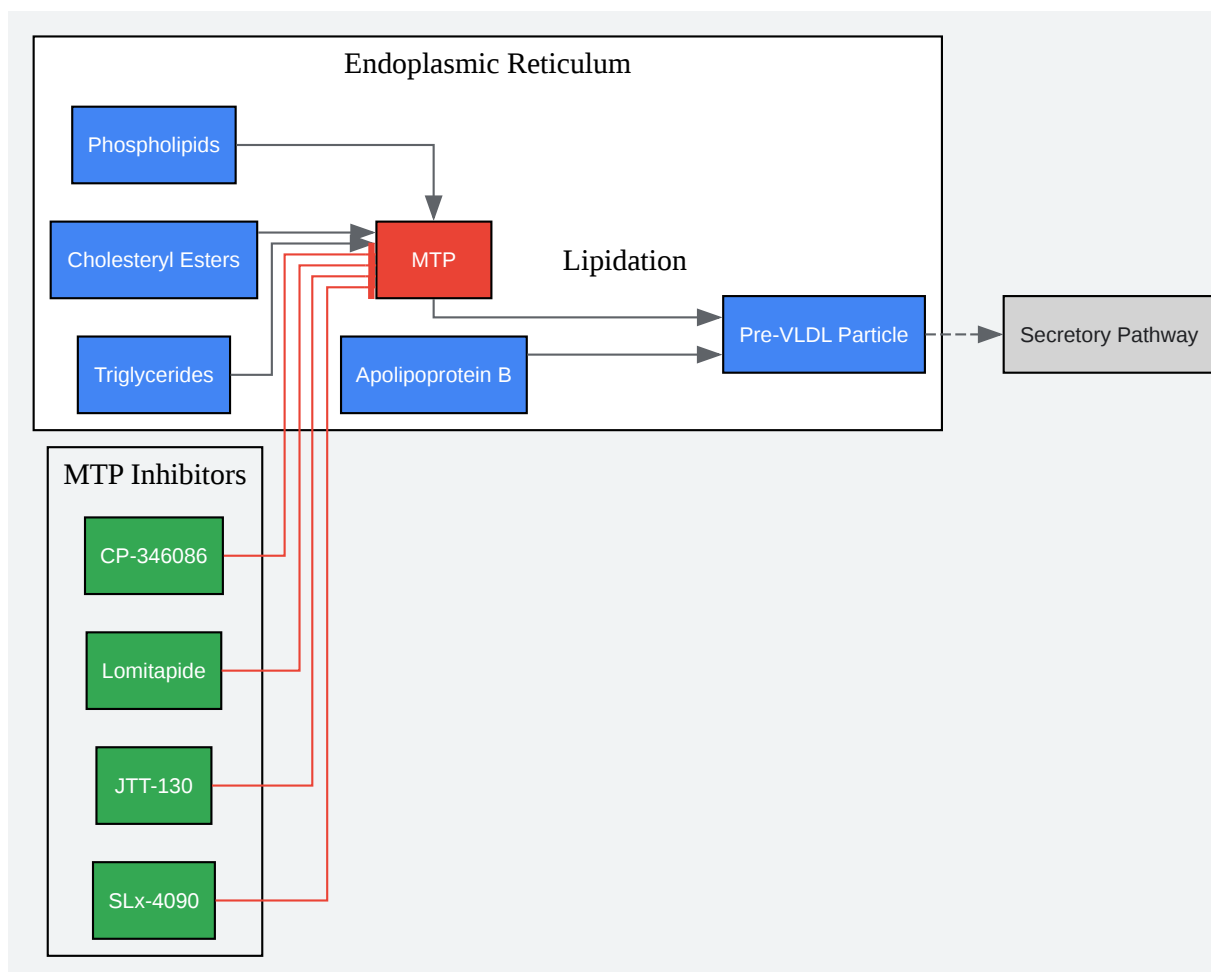 Endoplasmic Reticulum
Phospholipids
Cholesteryl Esters
MTP
Lipidation
Pre-VLDL Particle
Secretory Pathway
Triglycerides
Apolipoprotein B
MTP Inhibitors
CP-346086
Lomitapide
JTT-130
SLx-4090